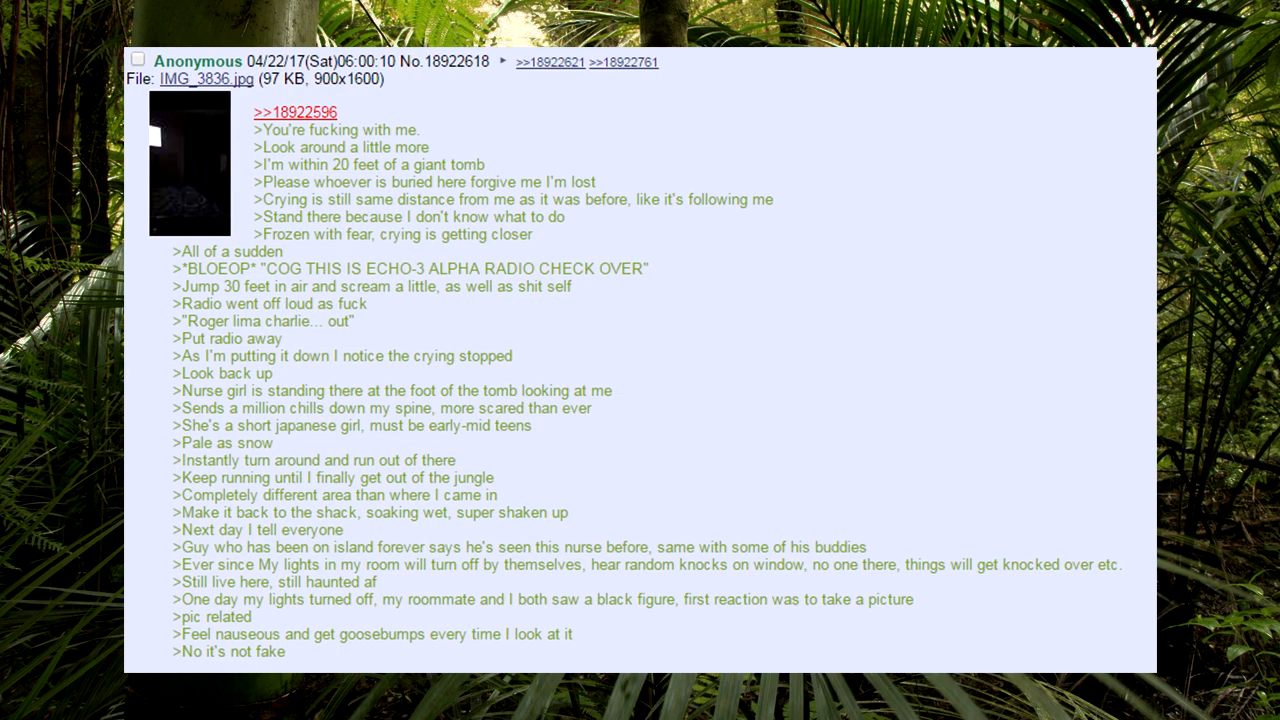 Anonymous 04/22/17(Sat)06:00:10 No.18922618 ▶ >>18922621 >>18922761
File: IMG_3836.jpg (97 KB, 900x1600)
>>18922596
>You're fucking with me.
>Look around a little more
>I'm within 20 feet of a giant tomb
>Please whoever is buried here forgive me I'm lost
>Crying is still same distance from me as it was before, like it's following me
>Stand there because I don't know what to do
>Frozen with fear, crying is getting closer
>All of a sudden
>*BLOEOP* "COG THIS IS ECHO-3 ALPHA RADIO CHECK OVER"
>Jump 30 feet in air and scream a little, as well as shit self
>Radio went off loud as fuck
>"Roger lima charlie... out"
>Put radio away
>As I'm putting it down I notice the crying stopped
>Look back up
>Nurse girl is standing there at the foot of the tomb looking at me
>Sends a million chills down my spine, more scared than ever
>She's a short japanese girl, must be early-mid teens
>Pale as snow
>Instantly turn around and run out of there
>Keep running until I finally get out of the jungle
>Completely different area than where I came in
>Make it back to the shack, soaking wet, super shaken up
>Next day I tell everyone
>Guy who has been on island forever says he's seen this nurse before, same with some of his buddies
>Ever since My lights in my room will turn off by themselves, hear random knocks on window, no one there, things will get knocked over etc.
>Still live here, still haunted af
>One day my lights turned off, my roommate and I both saw a black figure, first reaction was to take a picture
>pic related
>Feel nauseous and get goosebumps every time I look at it
>No it's not fake